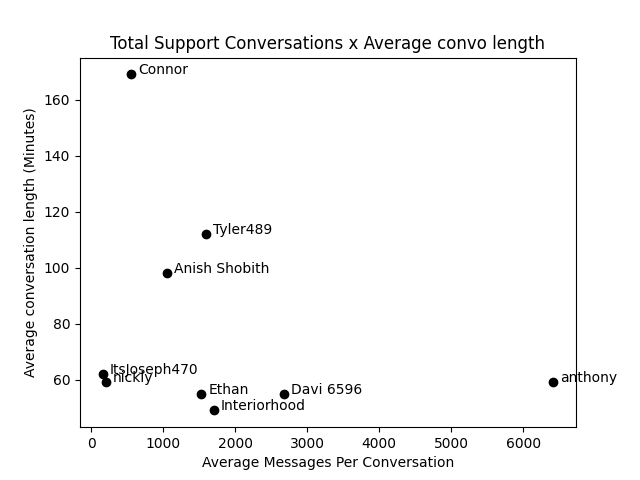 Total Support Conversations x Average convo length
Connor
Tyler489
Anish Shobith
ItsJoseph470
nickly
anthony
Ethan
Davi 6596
Interiorhood
160
140
120
100
80
60
Average conversation length (Minutes)
0 1000 2000 3000 4000 5000 6000
Average Messages Per Conversation